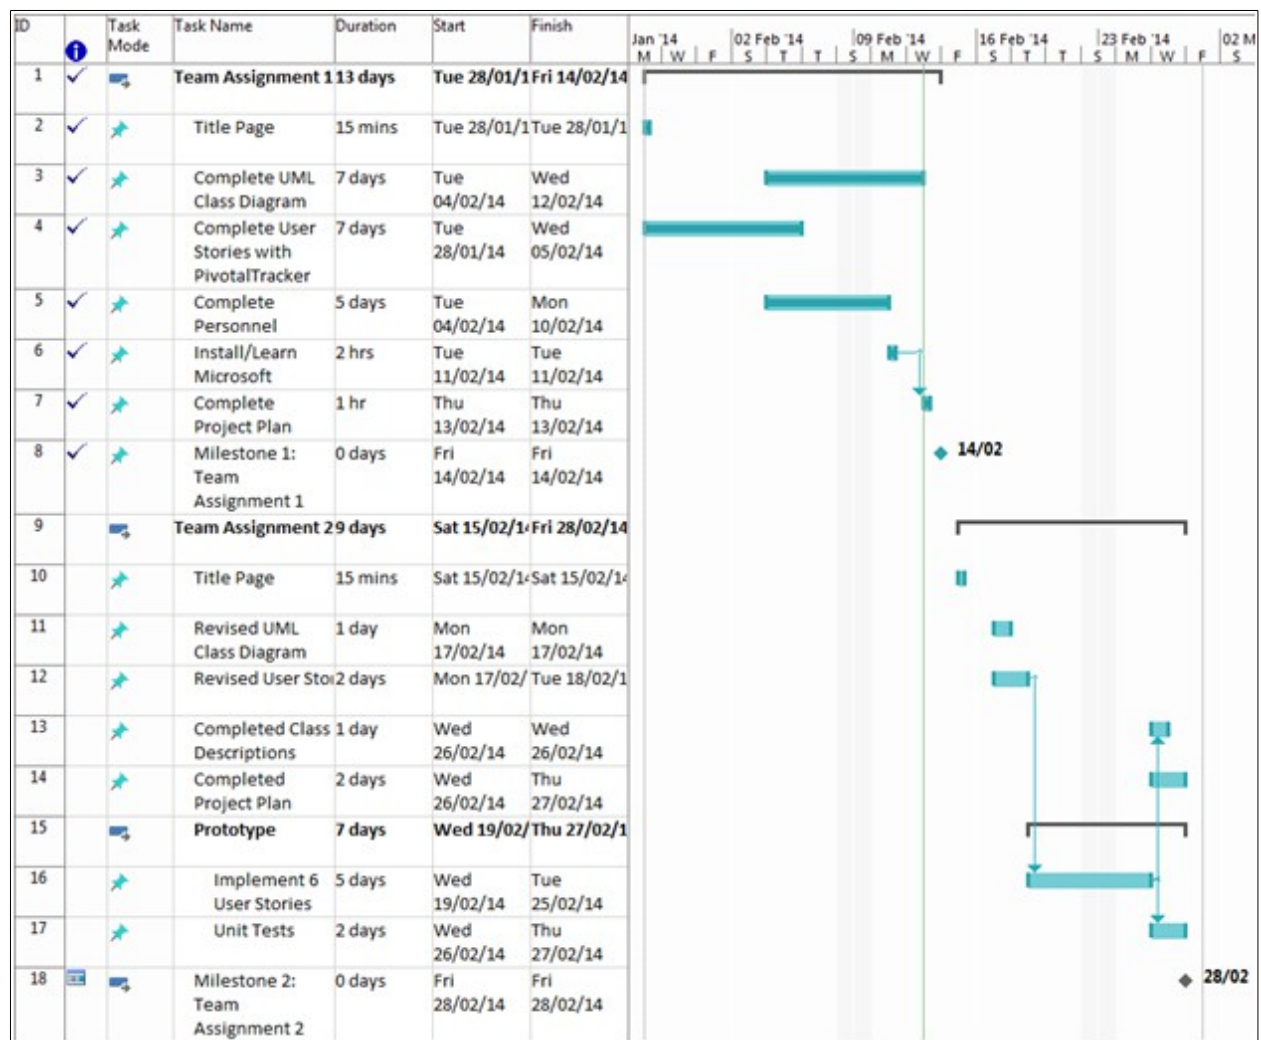 ID Task Task Name Duration Start Finish
Mode
Jan '14 02 Feb '14 09 Feb '14 16 Feb '14 23 Feb '14 02 M
M W F S T T S M W F S T T S M W F S
1 Team Assignment 1 13 days Tue 28/01/1 Fri 14/02/14
2 Title Page 15 mins Tue 28/01/1 Tue 28/01/1
3 Complete UML 7 days Tue Wed
Class Diagram 04/02/14 12/02/14
4 Complete User 7 days Tue Wed
Stories with 28/01/14 05/02/14
PivotalTracker
5 Complete 5 days Tue Mon
Personnel 04/02/14 10/02/14
6 Install/Learn 2 hrs Tue Tue
Microsoft 11/02/14 11/02/14
7 Complete 1 hr Thu Thu
Project Plan 13/02/14 13/02/14
8 Milestone 1: 0 days Fri Fri 14/02
Team 14/02/14 14/02/14
Assignment 1
9 Team Assignment 2 9 days Sat 15/02/14 Fri 28/02/14
10 Title Page 15 mins Sat 15/02/14 Sat 15/02/14
11 Revised UML 1 day Mon Mon
Class Diagram 17/02/14 17/02/14
12 Revised User Sto 2 days Mon 17/02/ Tue 18/02/1
13 Completed Class 1 day Wed Wed
Descriptions 26/02/14 26/02/14
14 Completed 2 days Wed Thu
Project Plan 26/02/14 27/02/14
15 Prototype 7 days Wed 19/02/ Thu 27/02/1
16 Implement 6 5 days Wed Tue
User Stories 19/02/14 25/02/14
17 Unit Tests 2 days Wed Thu
26/02/14 27/02/14
18 Milestone 2: 0 days Fri Fri 28/02
Team 28/02/14 28/02/14
Assignment 2